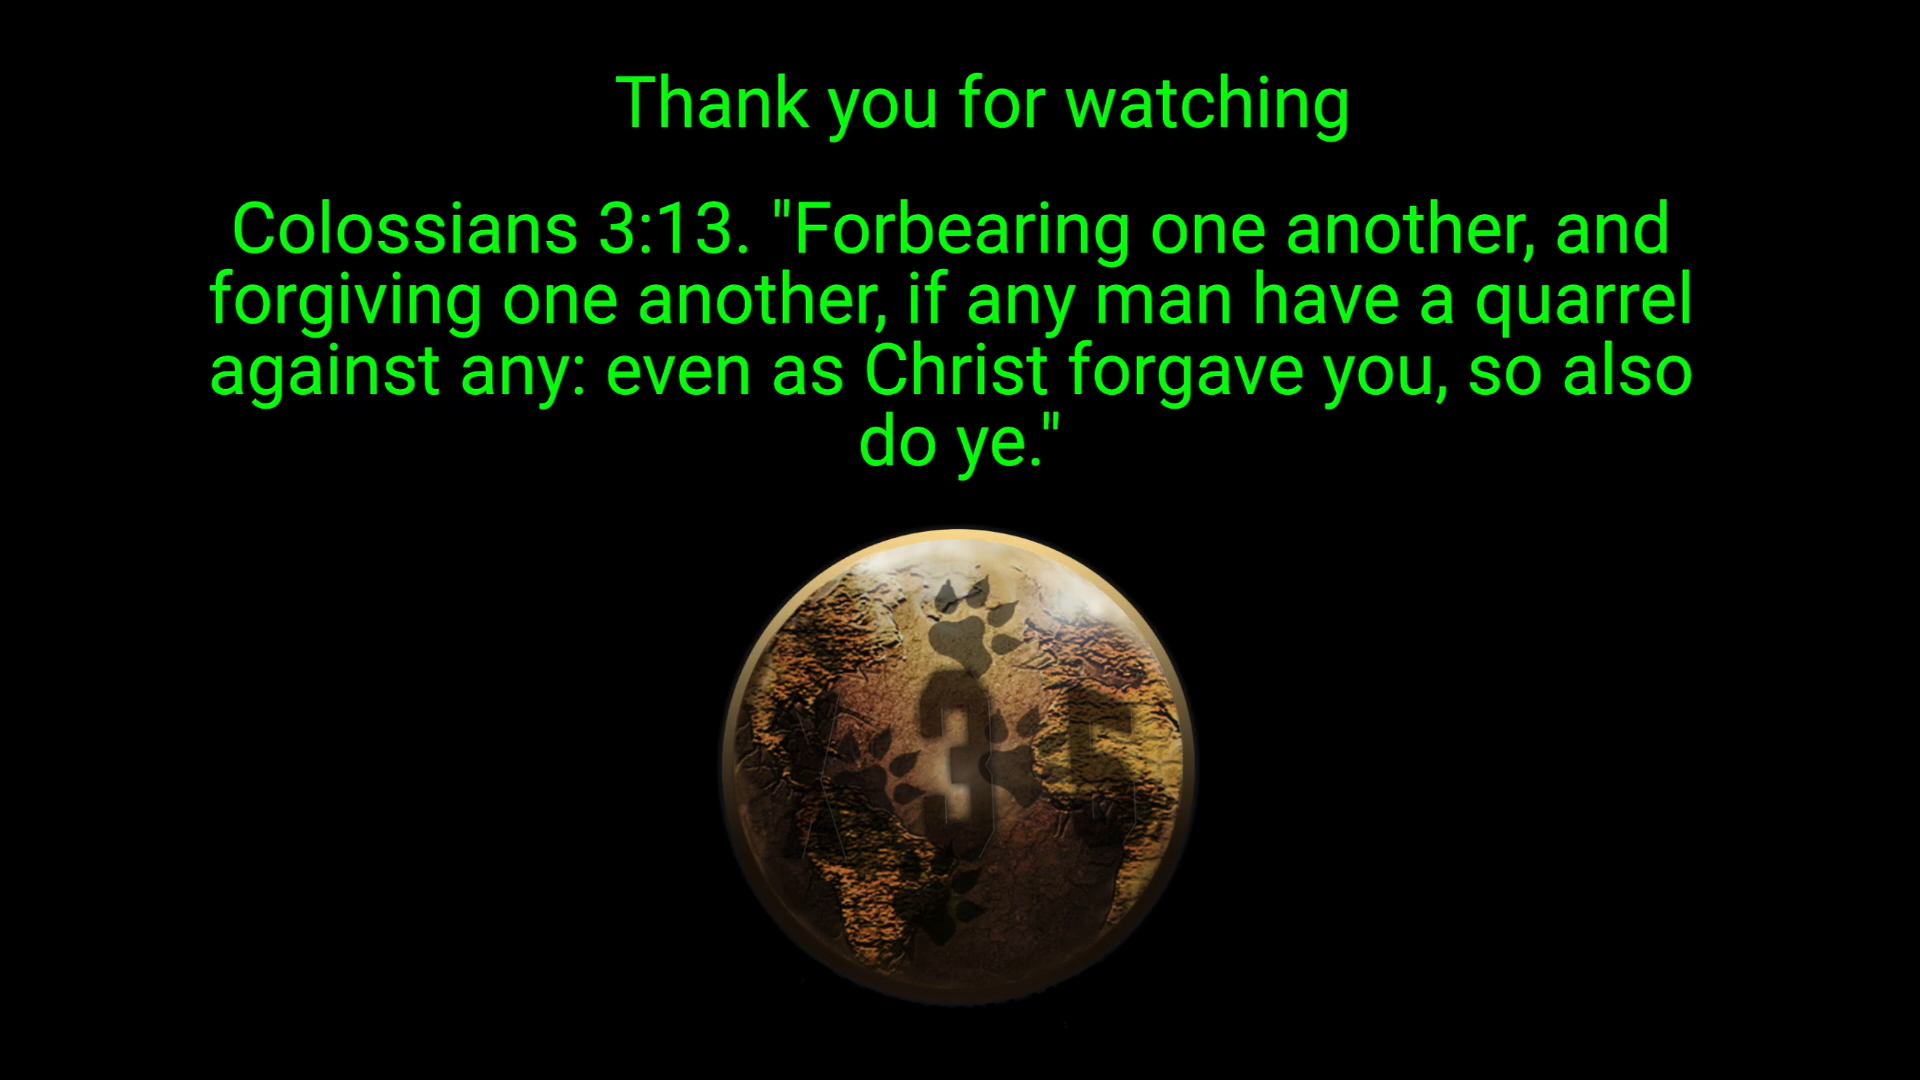 Thank you for watching
Colossians 3:13. "Forbearing one another, and
forgiving one another, if any man have a quarrel
against any: even as Christ forgave you, so also
do ye."
3